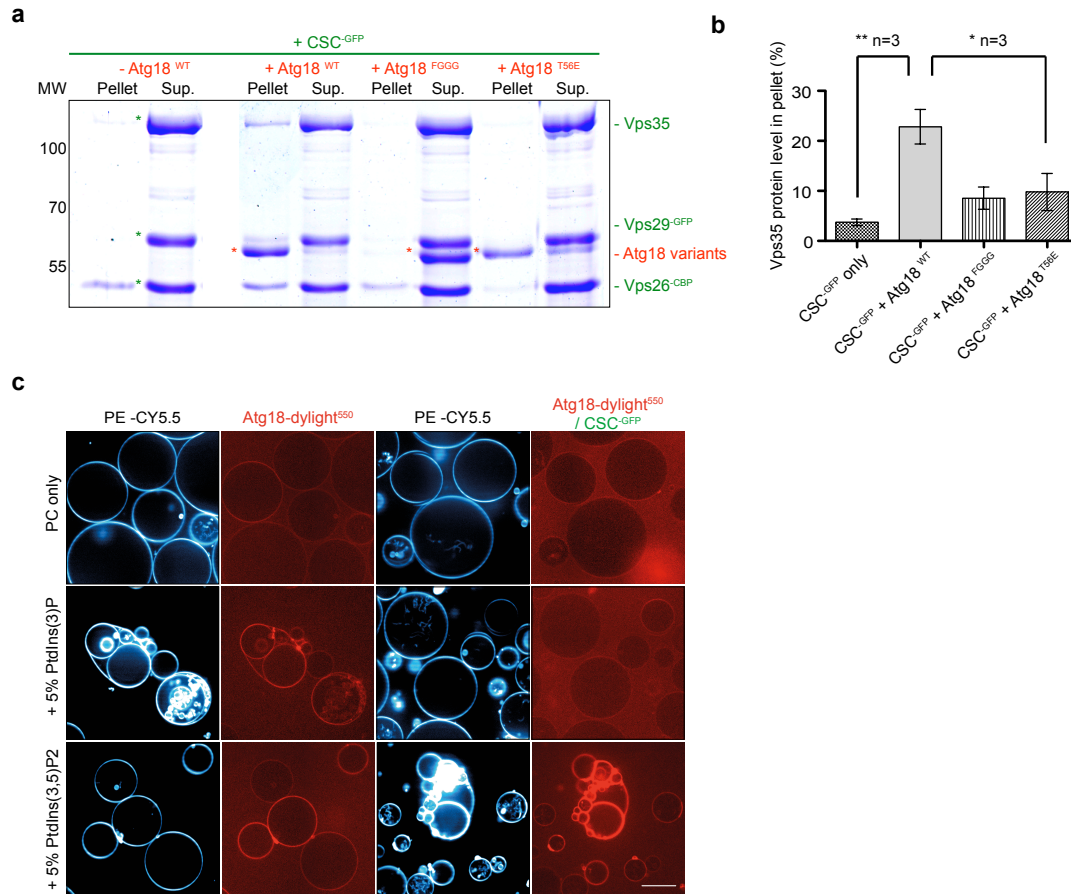 a
+ CSC-GFP
- Atg18 WT
+ Atg18 WT
+ Atg18 FGGG
+ Atg18 T56E
MW
Pellet
Sup.
Pellet
Sup.
Pellet
Sup.
Pellet
Sup.
*
- Vps35
100
70
*
- Vps29-GFP
*
*
*
- Atg18 variants
55
*
- Vps26-CBP
b
** n=3
* n=3
Vps35 protein level in pellet (%)
30
20
10
0
CSC-GFP only
CSC-GFP + Atg18 WT
CSC-GFP + Atg18 FGGG
CSC-GFP + Atg18 T56E
c
PE -CY5.5
Atg18-dylight550
PE -CY5.5
Atg18-dylight550
/ CSC-GFP
PC only
+ 5% PtdIns(3)P
+ 5% PtdIns(3,5)P2